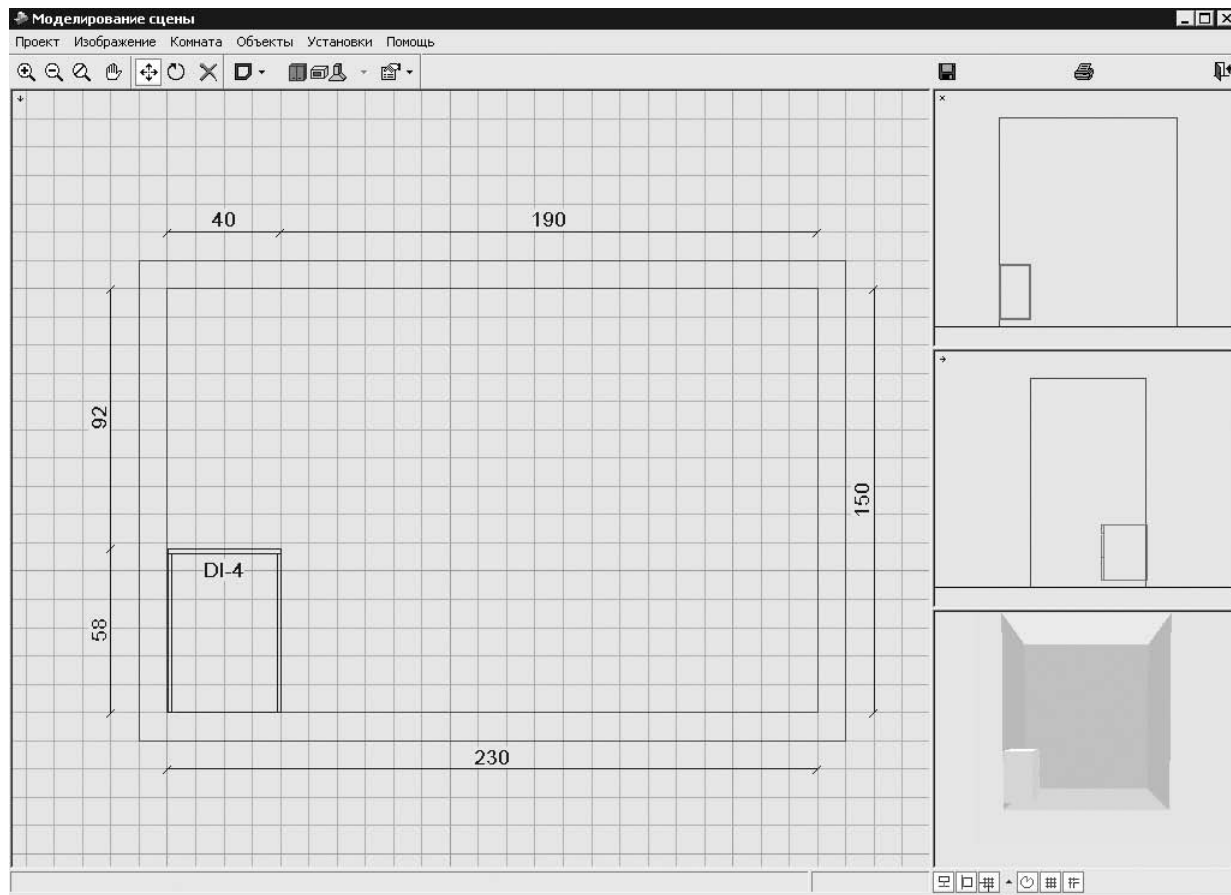 Моделирование сцены
Проект Изображение Комната Объекты Установки Помощь
40 190
92
150
DI-4
58
230